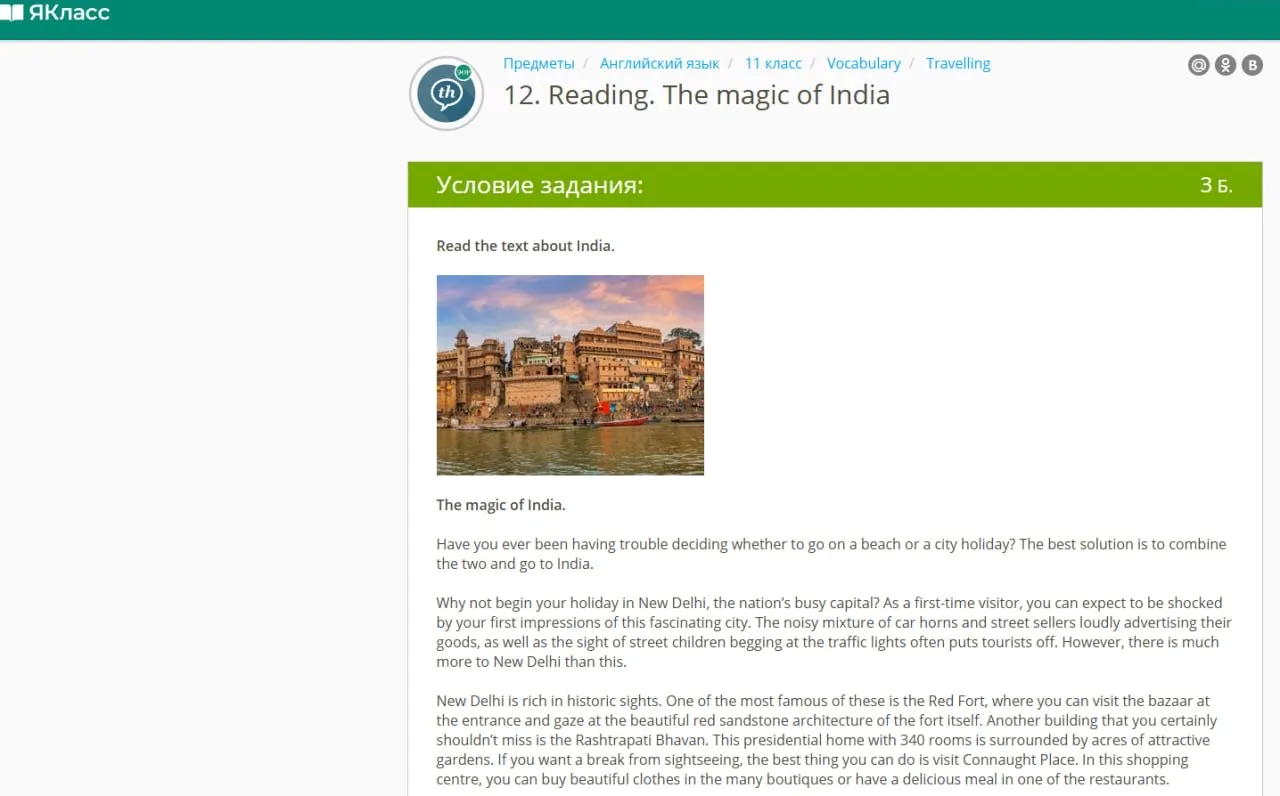 ЯКласс
Предметы / Английский язык / 11 класс / Vocabulary / Travelling
12. Reading. The magic of India
th
Условие задания: 3 Б.
Read the text about India.
The magic of India.
Have you ever been having trouble deciding whether to go on a beach or a city holiday? The best solution is to combine
the two and go to India.
Why not begin your holiday in New Delhi, the nation’s busy capital? As a first-time visitor, you can expect to be shocked
by your first impressions of this fascinating city. The noisy mixture of car horns and street sellers loudly advertising their
goods, as well as the sight of street children begging at the traffic lights often puts tourists off. However, there is much
more to New Delhi than this.
New Delhi is rich in historic sights. One of the most famous of these is the Red Fort, where you can visit the bazaar at
the entrance and gaze at the beautiful red sandstone architecture of the fort itself. Another building that you certainly
shouldn’t miss is the Rashtrapati Bhavan. This presidential home with 340 rooms is surrounded by acres of attractive
gardens. If you want a break from sightseeing, the best thing you can do is visit Connaught Place. In this shopping
centre, you can buy beautiful clothes in the many boutiques or have a delicious meal in one of the restaurants.